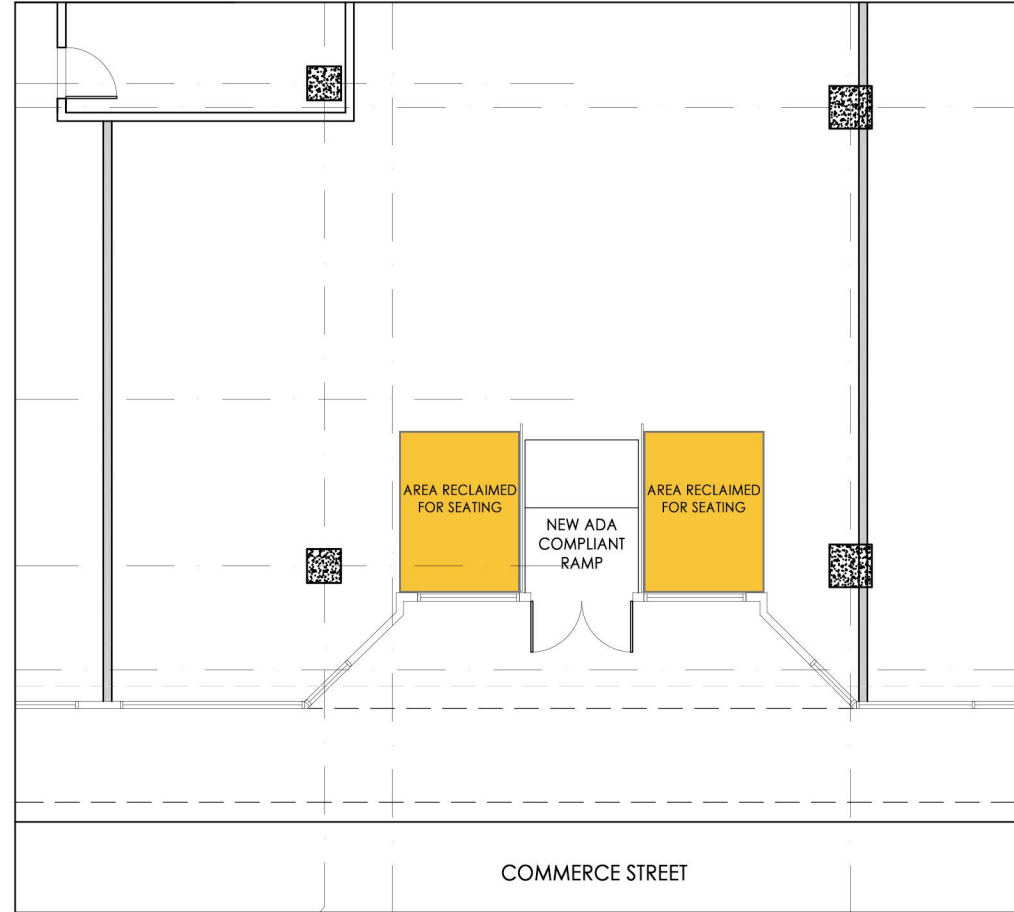 AREA RECLAIMED
FOR SEATING
NEW ADA
COMPLIANT
RAMP
AREA RECLAIMED
FOR SEATING
COMMERCE STREET